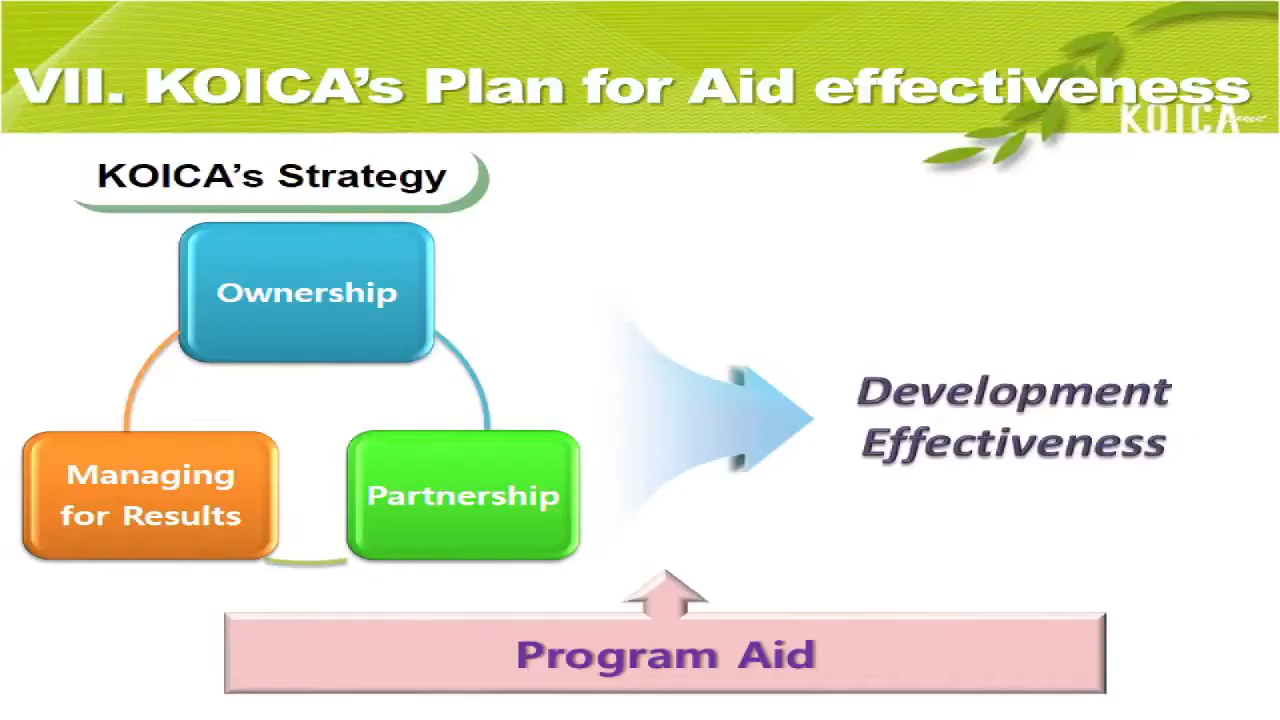 VII. KOICA's Plan for Aid effectiveness
KOICA
KOICA's Strategy
Ownership
Managing
for Results
Partnership
Development
Effectiveness
Program Aid